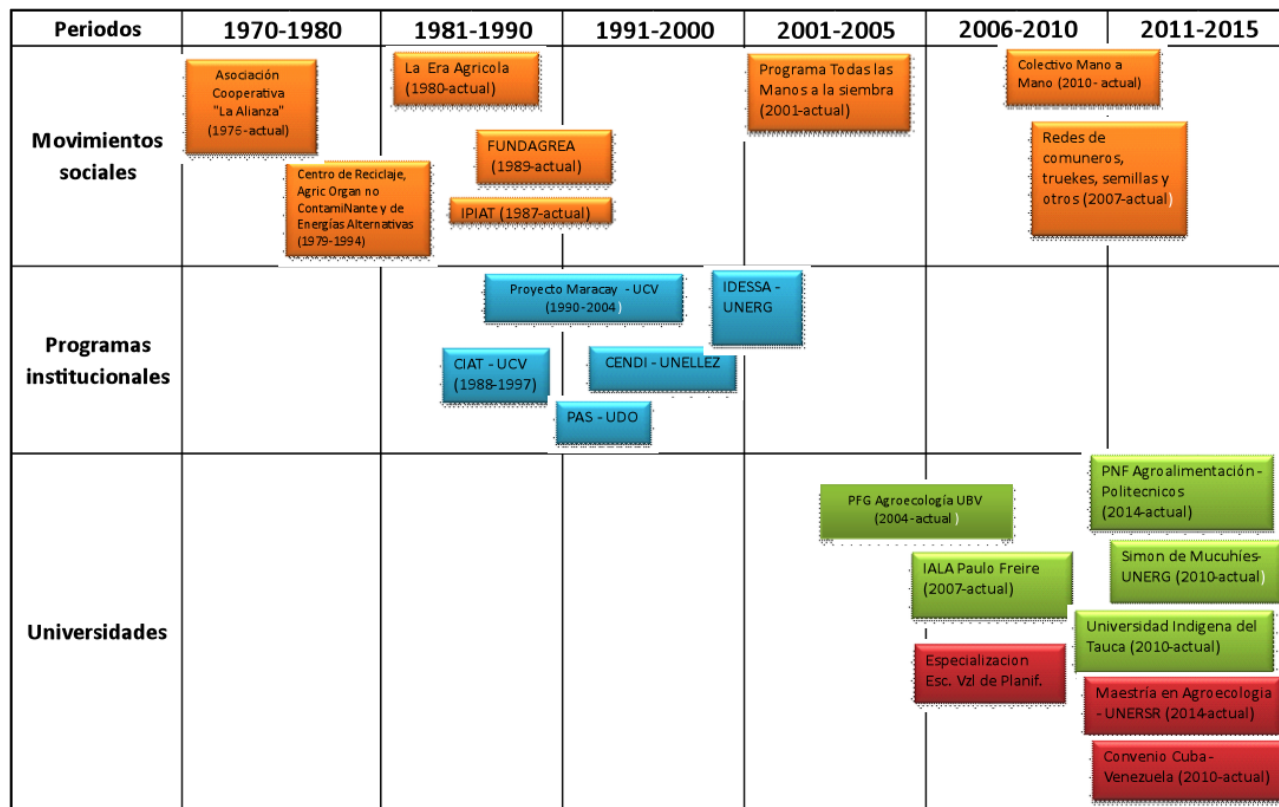 Periodos
1970-1980
1981-1990
1991-2000
2001-2005
2006-2010
2011-2015
Movimientos
sociales
Asociación
Cooperativa
"La Alianza"
(1976-actual)
Centro de Reciclaje,
Agric Organ no
ContamiNante y de
Energías Alternativas
(1979-1994)
La Era Agricola
(1980-actual)
FUNDAGREA
(1989-actual)
IPIAT (1987-actual)
Programa Todas las
Manos a la siembra
(2001-actual)
Colectivo Mano a
Mano (2010- actual)
Redes de
comuneros,
truekes, semillas y
otros (2007-actual)
Programas
institucionales
Proyecto Maracay - UCV
(1990-2004)
IDESSA -
UNERG
CIAT - UCV
(1988-1997)
CENDI - UNELLEZ
PAS - UDO
Universidades
PFG Agroecología UBV
(2004-actual)
PNF Agroalimentación -
Politecnicos
(2014-actual)
IALA Paulo Freire
(2007-actual)
Simon de Mucuhíes-
UNERG (2010-actual)
Universidad Indigena del
Tauca (2010-actual)
Especializacion
Esc. Vzl de Planif.
Maestría en Agroecologia
- UNERSR (2014-actual)
Convenio Cuba-
Venezuela (2010-actual)